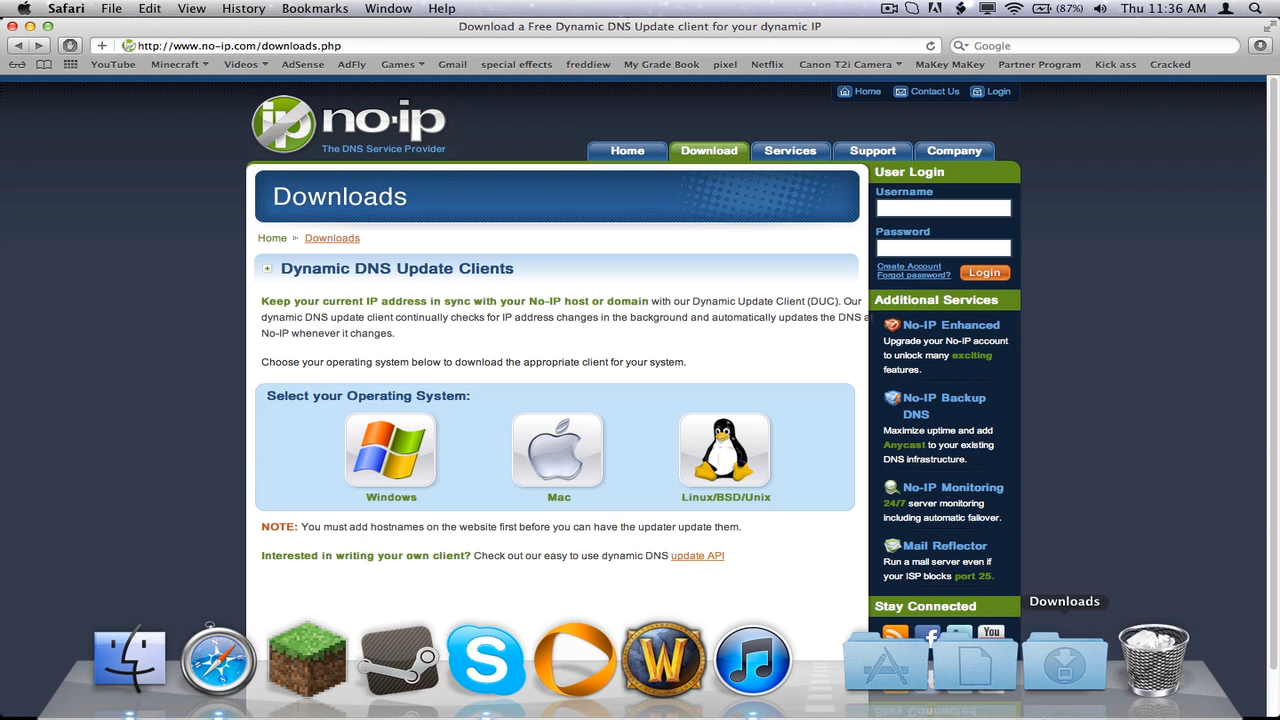 Safari File Edit View History Bookmarks Window Help (87%) Thu 11:36 AM
Download a Free Dynamic DNS Update client for your dynamic IP
http://www.no-ip.com/downloads.php Google
YouTube Minecraft Videos AdSense AdFly Games Gmail special effects freddiew My Grade Book pixel Netflix Canon T2i Camera MaKey MaKey Partner Program Kick ass Cracked
Home Contact Us Login
ip no-ip
The DNS Service Provider
Home Download Services Support Company
Downloads
Home Downloads
Dynamic DNS Update Clients
Keep your current IP address in sync with your No-IP host or domain with our Dynamic Update Client (DUC). Our
dynamic DNS update client continually checks for IP address changes in the background and automatically updates the DNS at
No-IP whenever it changes.
Choose your operating system below to download the appropriate client for your system.
Select your Operating System:
Windows Mac Linux/BSD/Unix
NOTE: You must add hostnames on the website first before you can have the updater update them.
Interested in writing your own client? Check out our easy to use dynamic DNS update API
User Login
Username
Password
Create Account
Forgot password?
Login
Additional Services
No-IP Enhanced
Upgrade your No-IP account
to unlock many exciting
features.
No-IP Backup
DNS
Maximize uptime and add
Anycast to your existing
DNS infrastructure.
No-IP Monitoring
24/7 server monitoring
including automatic failover.
Mail Reflector
Run a mail server even if
your ISP blocks port 25.
Stay Connected
You
Downloads